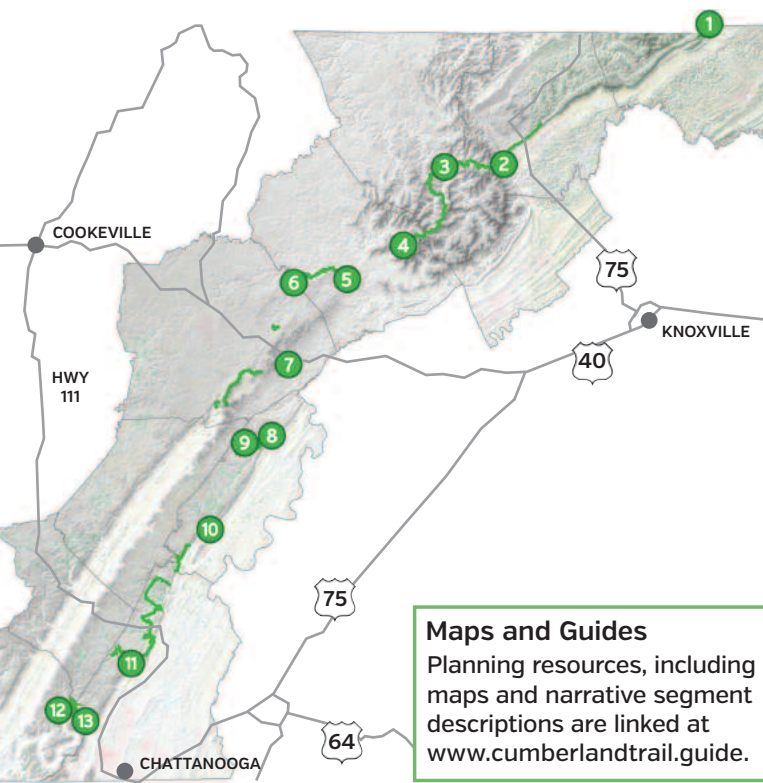 1
2
3
4
COOKEVILLE
5
6
75
KNOXVILLE
40
7
HWY
111
9
8
10
75
11
12
13
64
CHATTANOOGA
Maps and Guides
Planning resources, including
maps and narrative segment
descriptions are linked at
www.cumberlandtrail.guide.